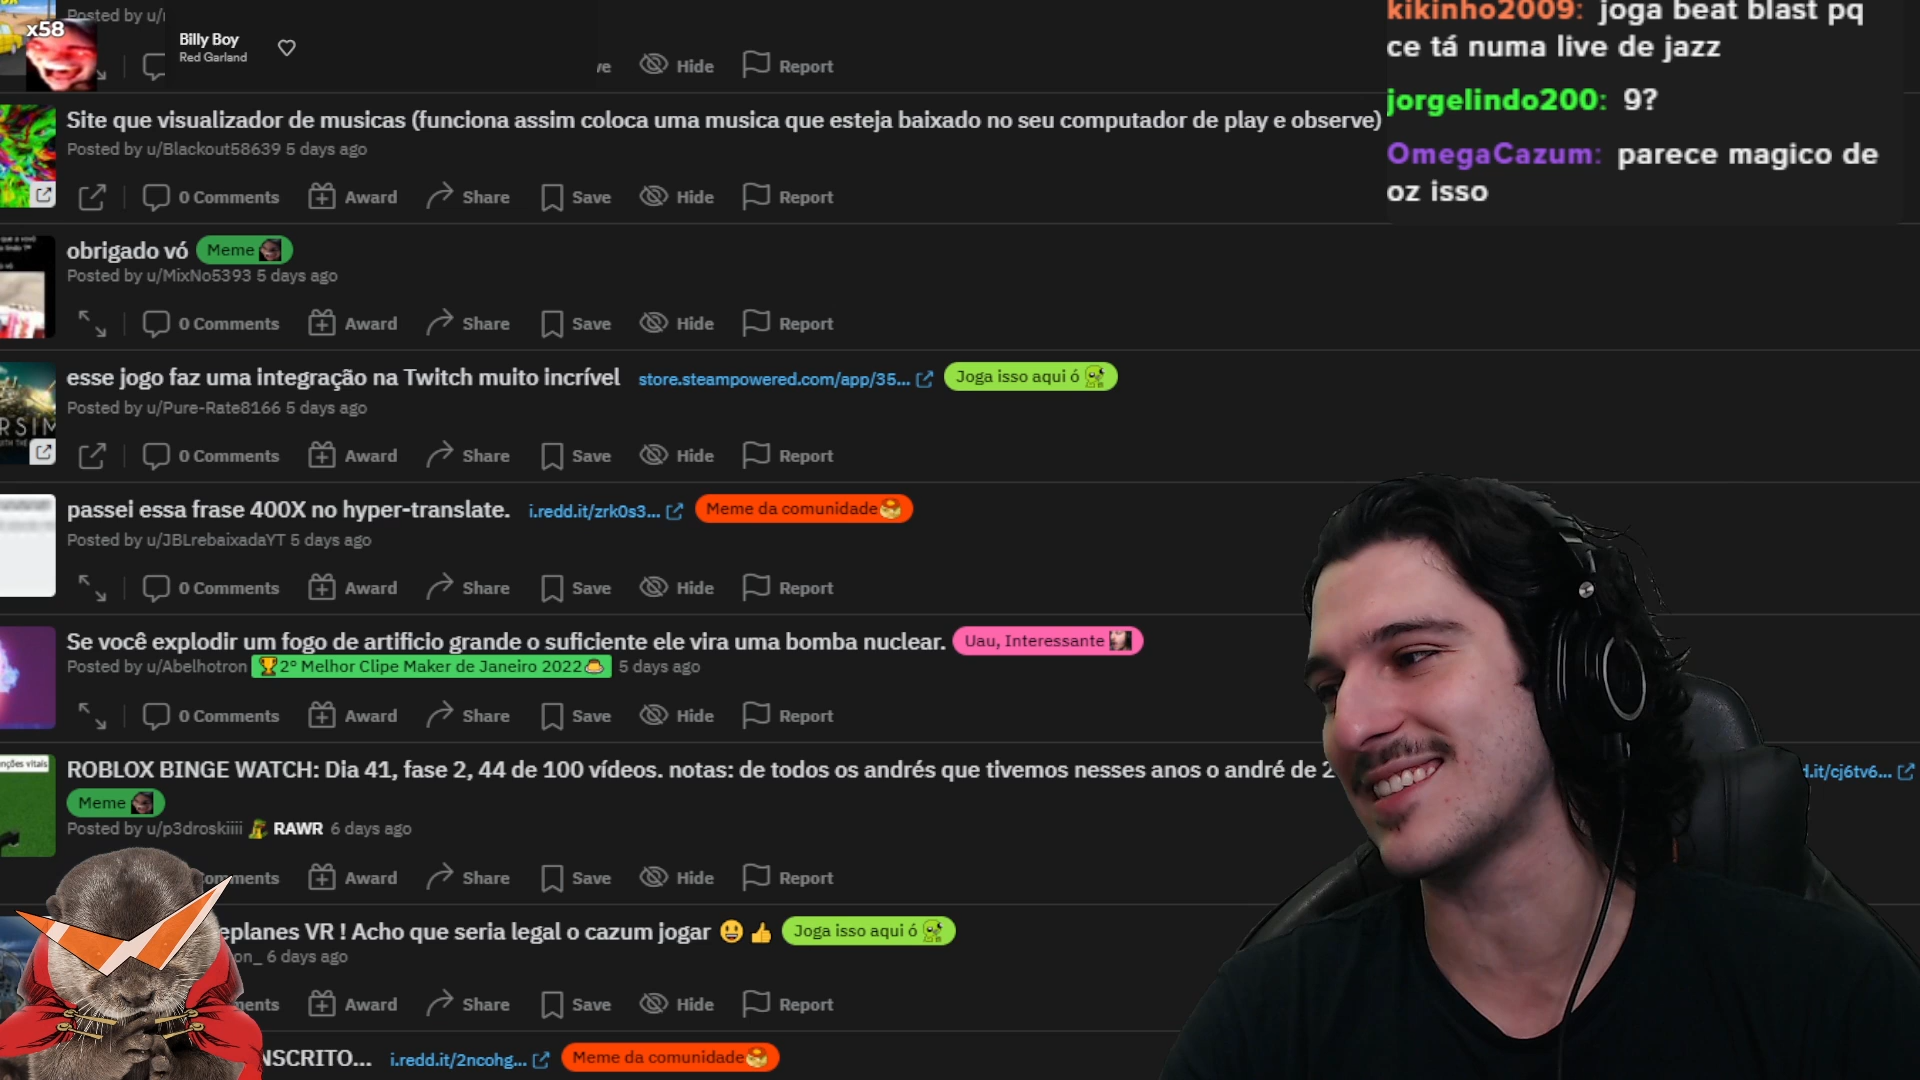 Posted by u/
x58
Billy Boy
Red Garland
Hide
Report
kikinho2009: joga beat blast pq
ce tá numa live de jazz
jorgelindo200: 9?
OmegaCazum: parece magico de
oz isso
Site que visualizador de musicas (funciona assim coloca uma musica que esteja baixado no seu computador de play e observe)
Posted by u/Blackout58639 5 days ago
0 Comments Award Share Save Hide Report
obrigado vó Meme
Posted by u/MixNo5393 5 days ago
0 Comments Award Share Save Hide Report
esse jogo faz uma integração na Twitch muito incrível store.steampowered.com/app/35... Joga isso aqui ó
Posted by u/Pure-Rate8166 5 days ago
0 Comments Award Share Save Hide Report
passei essa frase 400X no hyper-translate. i.redd.it/zrk0s3... Meme da comunidade
Posted by u/JBLrebaixadaYT 5 days ago
0 Comments Award Share Save Hide Report
Se você explodir um fogo de artificio grande o suficiente ele vira uma bomba nuclear. Uau, Interessante
Posted by u/Abelhotron 🏆2º Melhor Clipe Maker de Janeiro 2022🍮 5 days ago
0 Comments Award Share Save Hide Report
nções vitais
ROBLOX BINGE WATCH: Dia 41, fase 2, 44 de 100 vídeos. notas: de todos os andrés que tivemos nesses anos o andré de 2 d.it/cj6tv6...
Meme
Posted by u/p3droskiiii RAWR 6 days ago
omments Award Share Save Hide Report
eplanes VR ! Acho que seria legal o cazum jogar 😃 👍 Joga isso aqui ó
on_ 6 days ago
ments Award Share Save Hide Report
NSCRITO... i.redd.it/2ncohg... Meme da comunidade